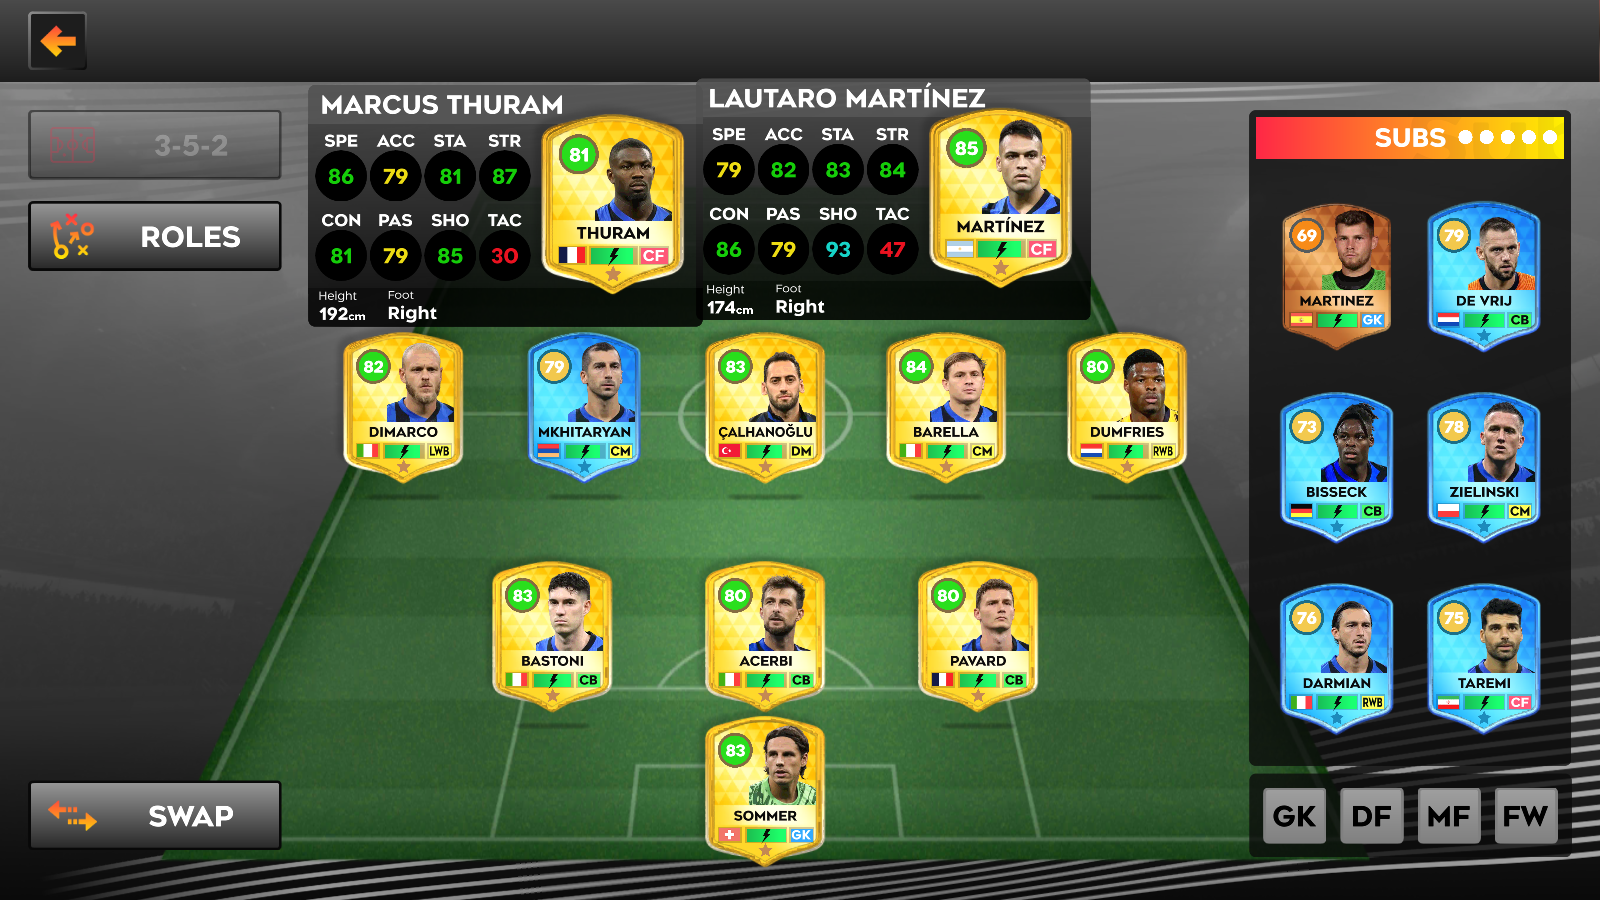 3-5-2
ROLES
SWAP
MARCUS THURAM
SPE ACC STA STR
86 79 81 87
CON PAS SHO TAC
81 79 85 30
Height Foot
192cm Right
81
THURAM
CF
LAUTARO MARTÍNEZ
SPE ACC STA STR
79 82 83 84
CON PAS SHO TAC
86 79 93 47
Height Foot
174cm Right
85
MARTÍNEZ
CF
82
DIMARCO
LWB
79
MKHITARYAN
CM
83
ÇALHANOĞLU
DM
84
BARELLA
CM
80
DUMFRIES
RWB
83
BASTONI
CB
80
ACERBI
CB
80
PAVARD
CB
83
SOMMER
GK
SUBS
69
MARTINEZ
GK
79
DE VRIJ
CB
73
BISSECK
CB
78
ZIELINSKI
CM
76
DARMIAN
RWB
75
TAREMI
CF
GK DF MF FW